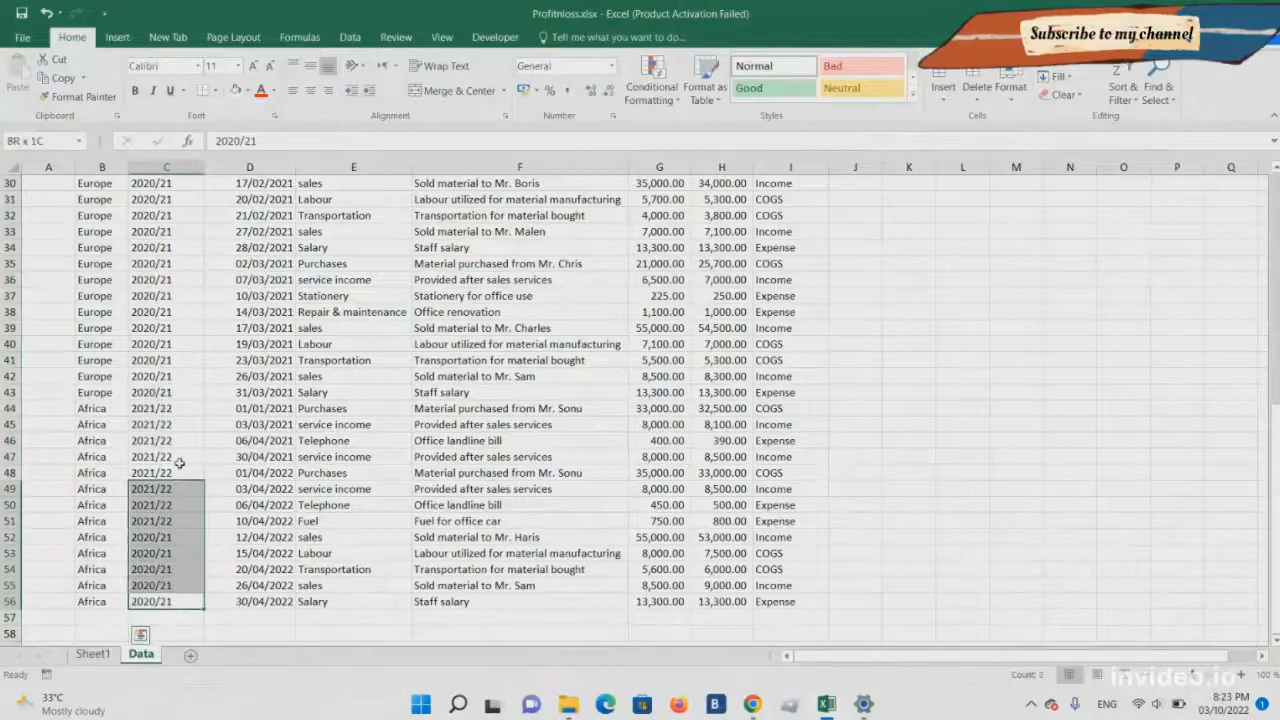 Profitnloss.xlsx - Excel (Product Activation Failed)
Subscribe to my channel
File Home Insert New Tab Page Layout Formulas Data Review View Developer Tell me what you want to do...
Cut
Copy
Format Painter
Paste
Clipboard
Calibri 11
Font
Wrap Text
Merge & Center
Alignment
General
Number
Conditional Formatting
Format as Table
Normal Bad
Good Neutral
Styles
Insert Delete Format
Cells
Fill
Clear
Sort & Filter
Find & Select
Editing
8R x 1C 2020/21
A B C D E F G H I J K L M N O P Q
30 Europe 2020/21 17/02/2021 sales Sold material to Mr. Boris 35,000.00 34,000.00 Income
31 Europe 2020/21 20/02/2021 Labour Labour utilized for material manufacturing 5,700.00 5,300.00 COGS
32 Europe 2020/21 21/02/2021 Transportation Transportation for material bought 4,000.00 3,800.00 COGS
33 Europe 2020/21 27/02/2021 sales Sold material to Mr. Malen 7,000.00 7,100.00 Income
34 Europe 2020/21 28/02/2021 Salary Staff salary 13,300.00 13,300.00 Expense
35 Europe 2020/21 02/03/2021 Purchases Material purchased from Mr. Chris 21,000.00 25,700.00 COGS
36 Europe 2020/21 07/03/2021 service income Provided after sales services 6,500.00 7,000.00 Income
37 Europe 2020/21 10/03/2021 Stationery Stationery for office use 225.00 250.00 Expense
38 Europe 2020/21 14/03/2021 Repair & maintenance Office renovation 1,100.00 1,000.00 Expense
39 Europe 2020/21 17/03/2021 sales Sold material to Mr. Charles 55,000.00 54,500.00 Income
40 Europe 2020/21 19/03/2021 Labour Labour utilized for material manufacturing 7,100.00 7,000.00 COGS
41 Europe 2020/21 23/03/2021 Transportation Transportation for material bought 5,500.00 5,300.00 COGS
42 Europe 2020/21 26/03/2021 sales Sold material to Mr. Sam 8,500.00 8,300.00 Income
43 Europe 2020/21 31/03/2021 Salary Staff salary 13,300.00 13,300.00 Expense
44 Africa 2021/22 01/01/2021 Purchases Material purchased from Mr. Sonu 33,000.00 32,500.00 COGS
45 Africa 2021/22 03/03/2021 service income Provided after sales services 8,000.00 8,100.00 Income
46 Africa 2021/22 06/04/2021 Telephone Office landline bill 400.00 390.00 Expense
47 Africa 2021/22 30/04/2021 service income Provided after sales services 8,000.00 8,500.00 Income
48 Africa 2021/22 01/04/2022 Purchases Material purchased from Mr. Sonu 35,000.00 33,000.00 COGS
49 Africa 2021/22 03/04/2022 service income Provided after sales services 8,000.00 8,500.00 Income
50 Africa 2021/22 06/04/2022 Telephone Office landline bill 450.00 500.00 Expense
51 Africa 2021/22 10/04/2022 Fuel Fuel for office car 750.00 800.00 Expense
52 Africa 2020/21 12/04/2022 sales Sold material to Mr. Haris 55,000.00 53,000.00 Income
53 Africa 2020/21 15/04/2022 Labour Labour utilized for material manufacturing 8,000.00 7,500.00 COGS
54 Africa 2020/21 20/04/2022 Transportation Transportation for material bought 5,600.00 6,000.00 COGS
55 Africa 2020/21 26/04/2022 sales Sold material to Mr. Sam 8,500.00 9,000.00 Income
56 Africa 2020/21 30/04/2022 Salary Staff salary 13,300.00 13,300.00 Expense
57
58
Sheet1 Data
Ready Count: 8 100 %
invideo.io
33°C
Mostly cloudy
ENG
8:23 PM
03/10/2022